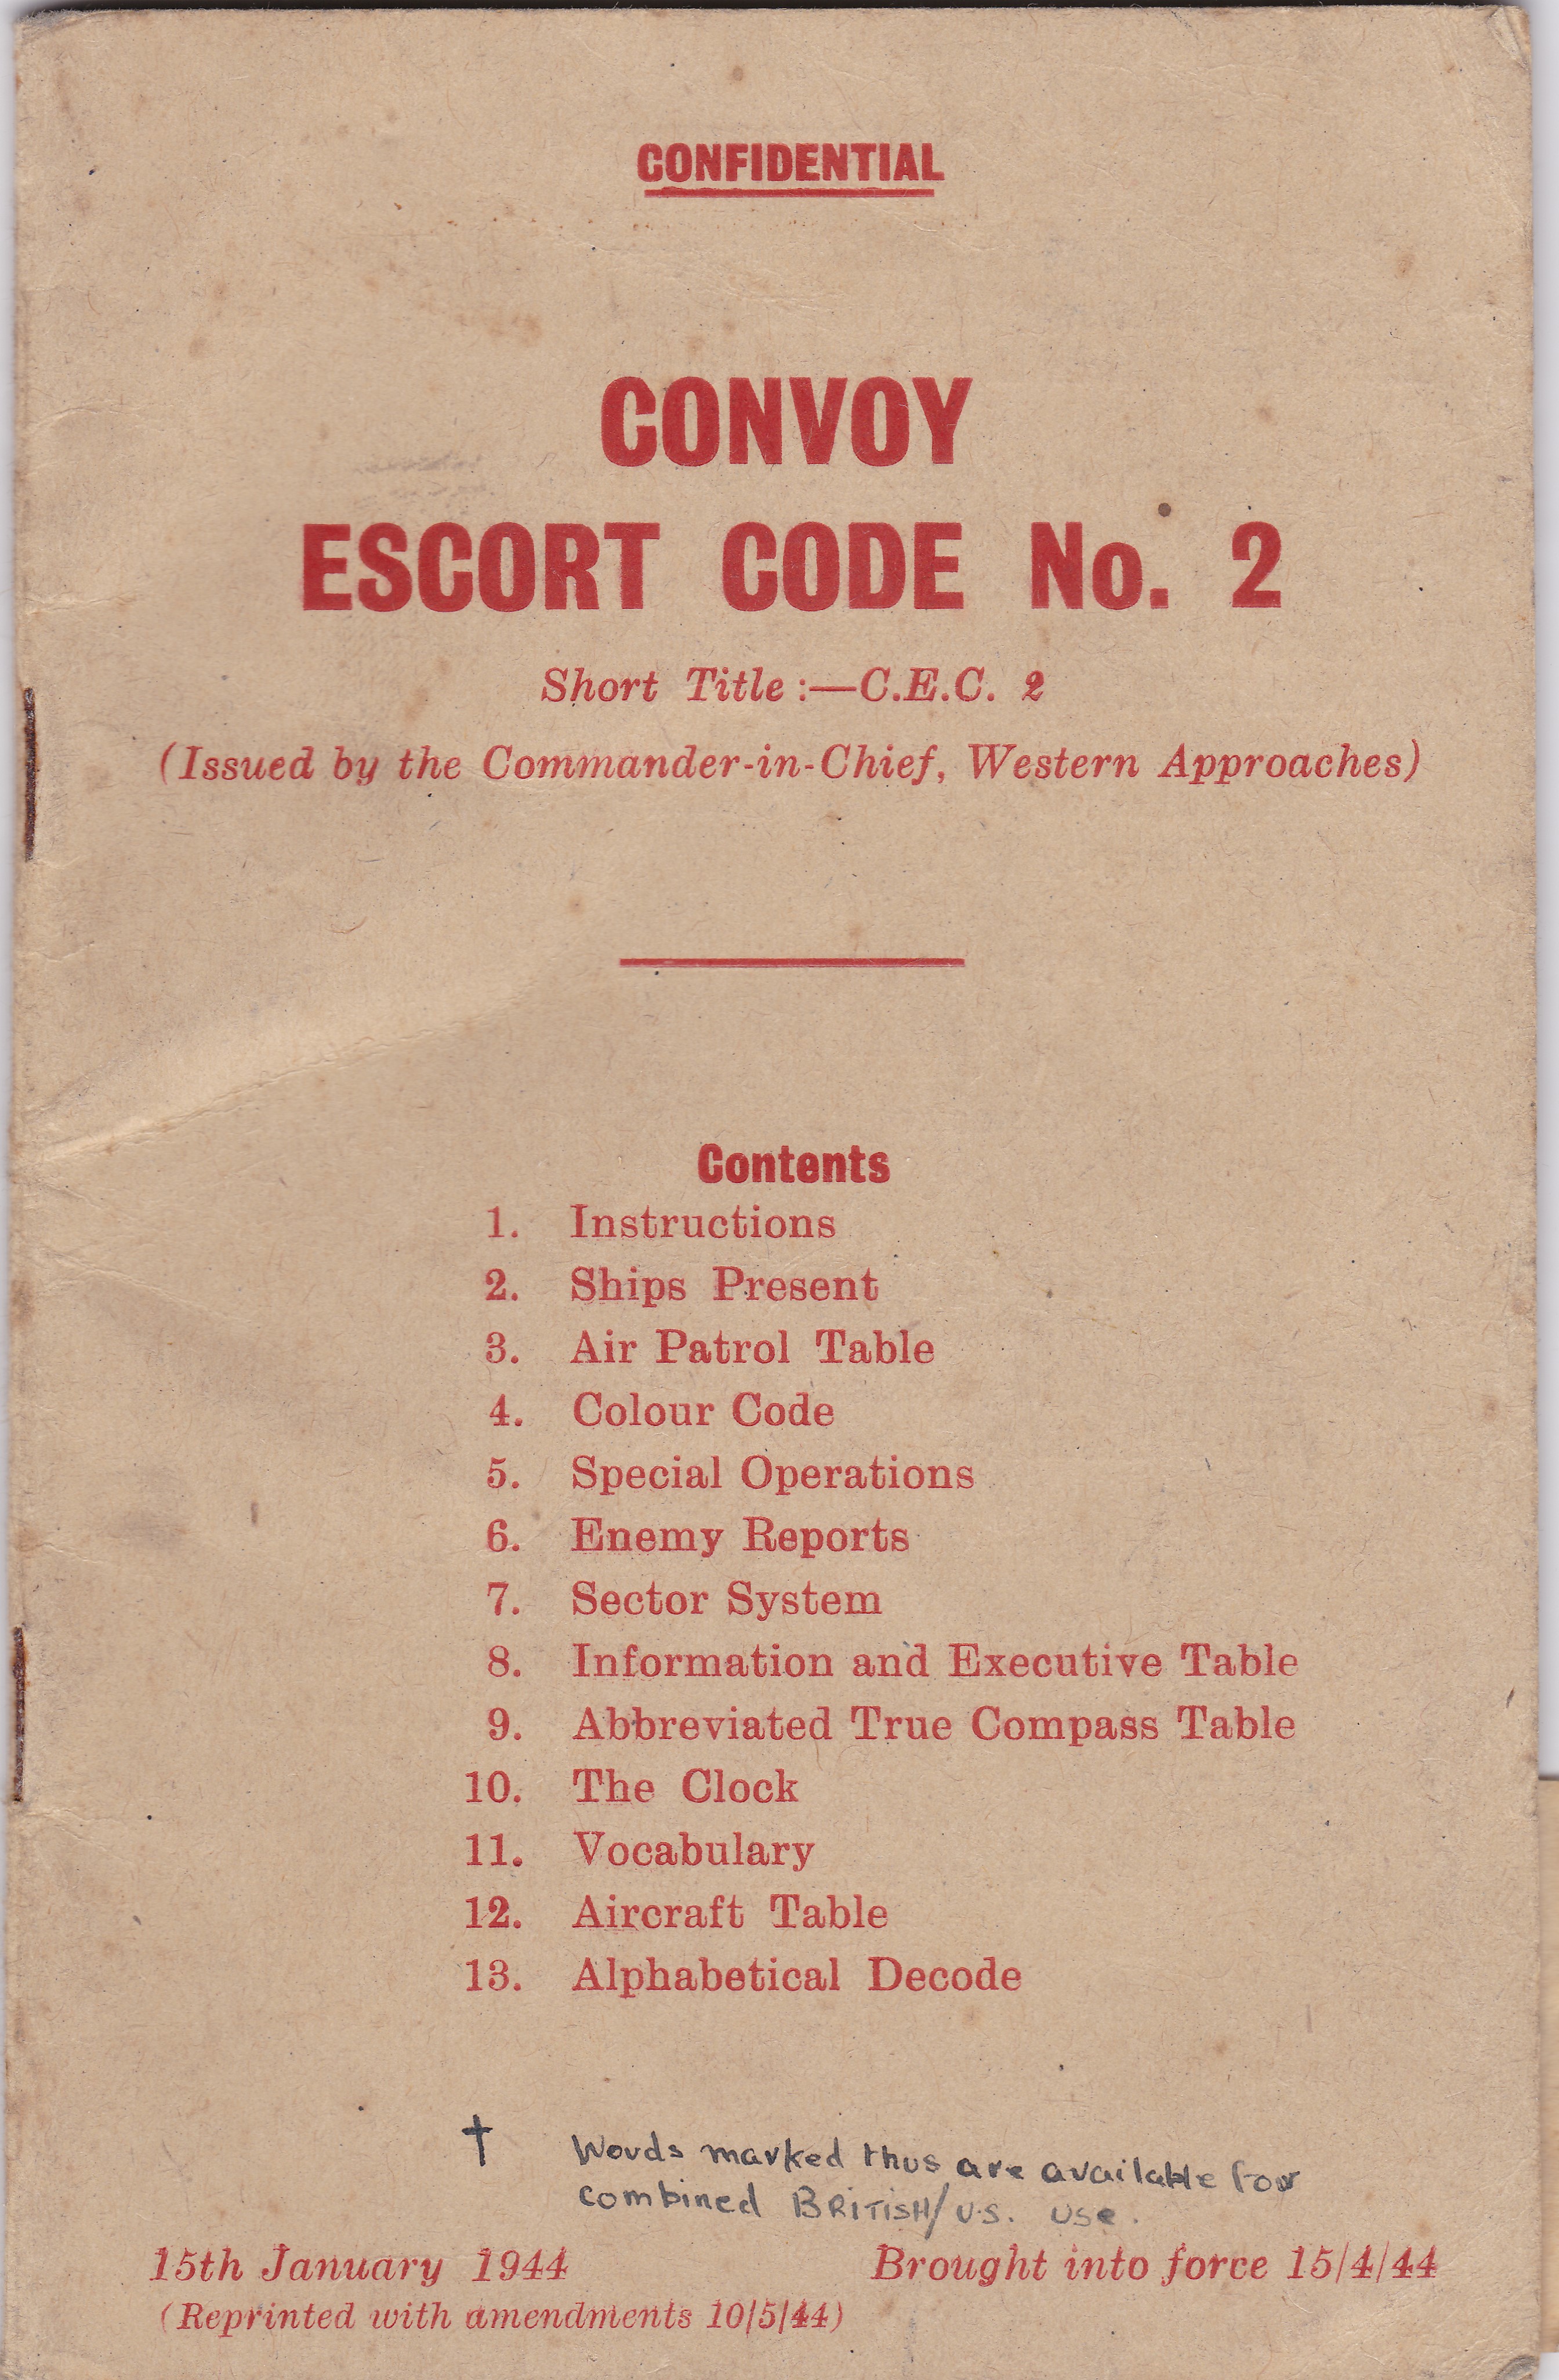 CONFIDENTIAL
CONVOY
ESCORT CODE No. 2
Short Title :—C.E.C. 2
(Issued by the Commander-in-Chief, Western Approaches)
Contents
1. Instructions
2. Ships Present
3. Air Patrol Table
4. Colour Code
5. Special Operations
6. Enemy Reports
7. Sector System
8. Information and Executive Table
9. Abbreviated True Compass Table
10. The Clock
11. Vocabulary
12. Aircraft Table
13. Alphabetical Decode
† Words marked thus are available for
combined BRITISH/U.S. use.
15th January 1944 Brought into force 15/4/44
(Reprinted with amendments 10/5/44)